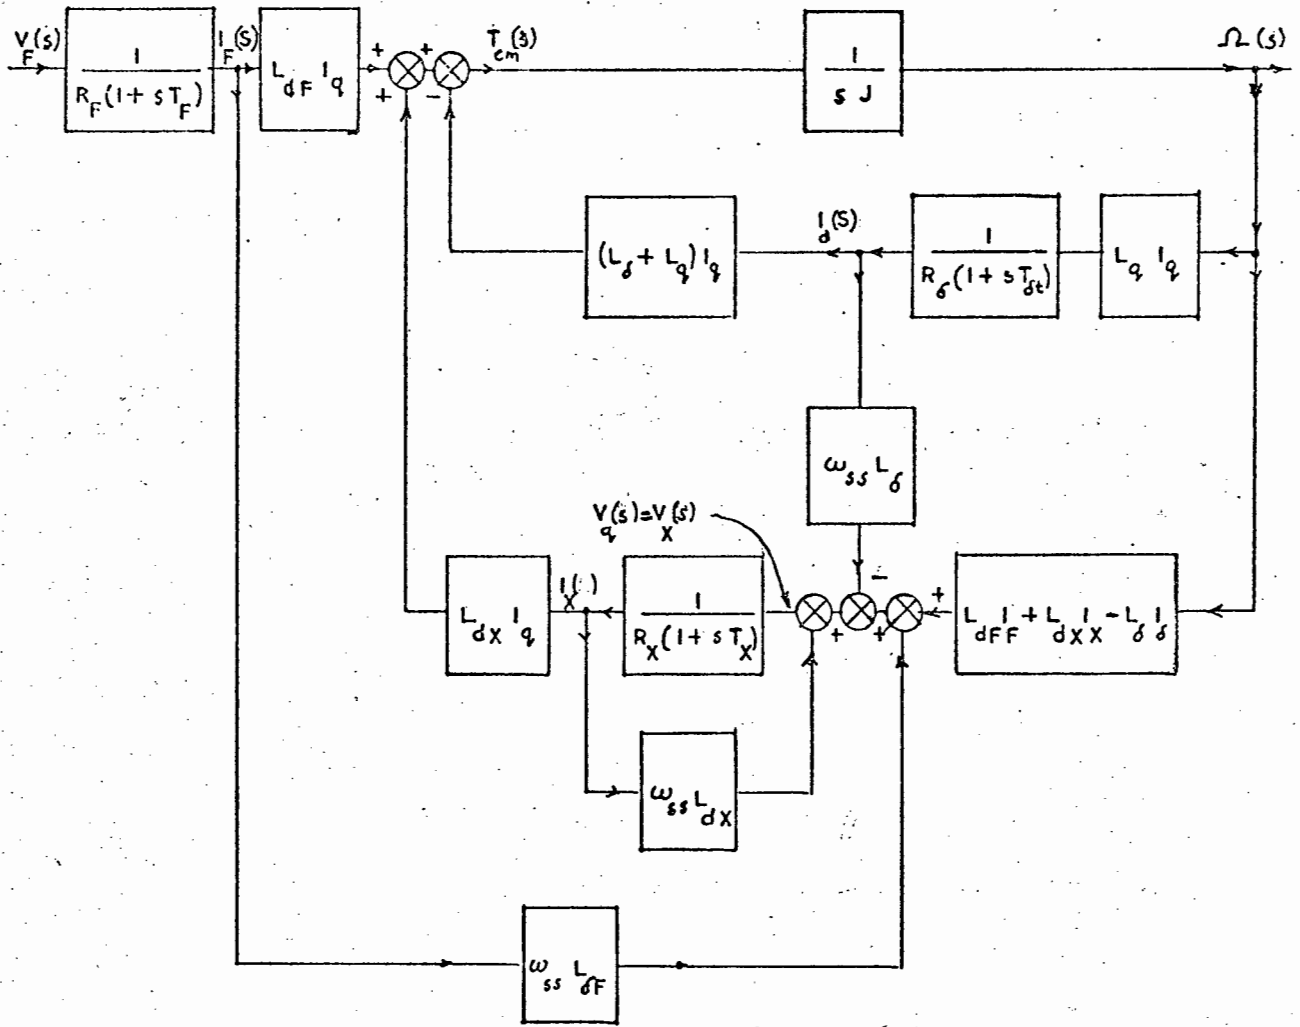 V_F(s)
1
R_F(1 + sT_F)
I_F(S)
L_dF I_q
+
+
+
−
T_em(s)
1
s J
Ω(s)
(L_δ + L_q) I_q
I_d(S)
1
R_δ(1 + sT_δt)
L_q I_q
ω_ss L_δ
V_q(s)=V_X(s)
L_dX I_q
I_X( )
1
R_X(1 + sT_X)
−
+
+
+
L_dF I_F + L_dX I_X - L_δ I_δ
ω_ss L_dX
ω_ss L_δF